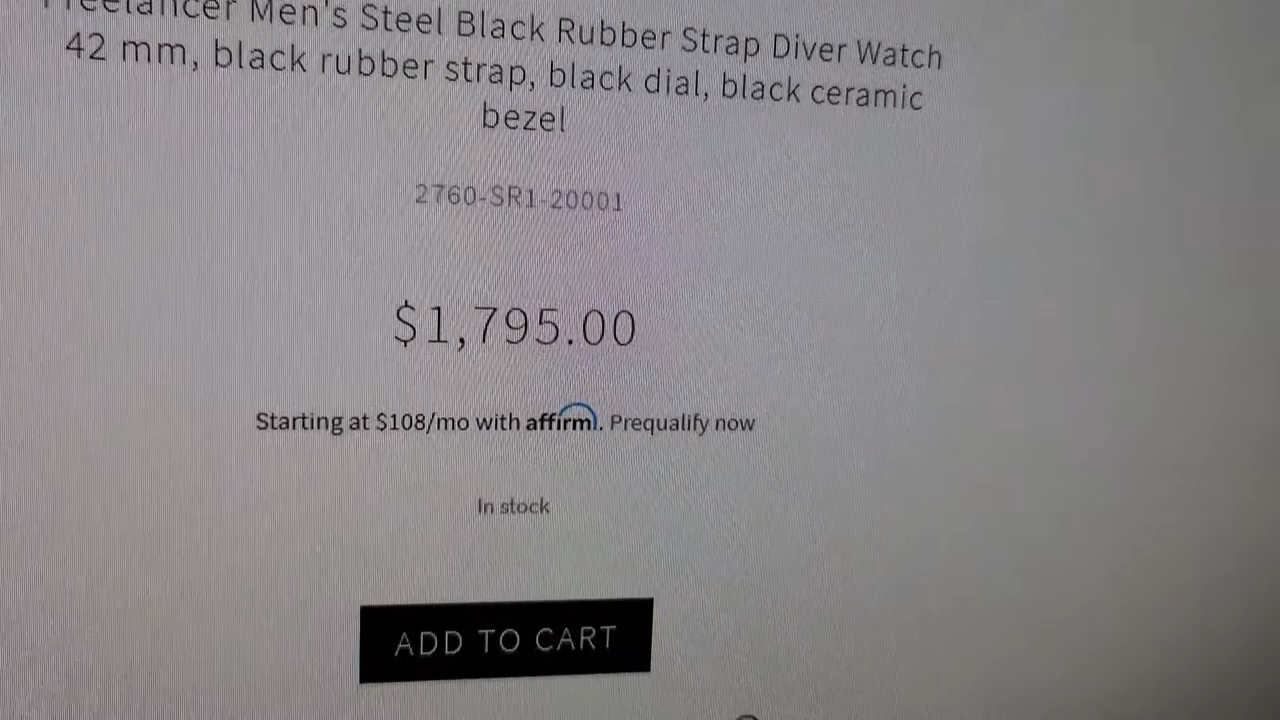 Freelancer Men's Steel Black Rubber Strap Diver Watch
42 mm, black rubber strap, black dial, black ceramic
bezel
2760-SR1-20001
$1,795.00
Starting at $108/mo with affirm. Prequalify now
In stock
ADD TO CART